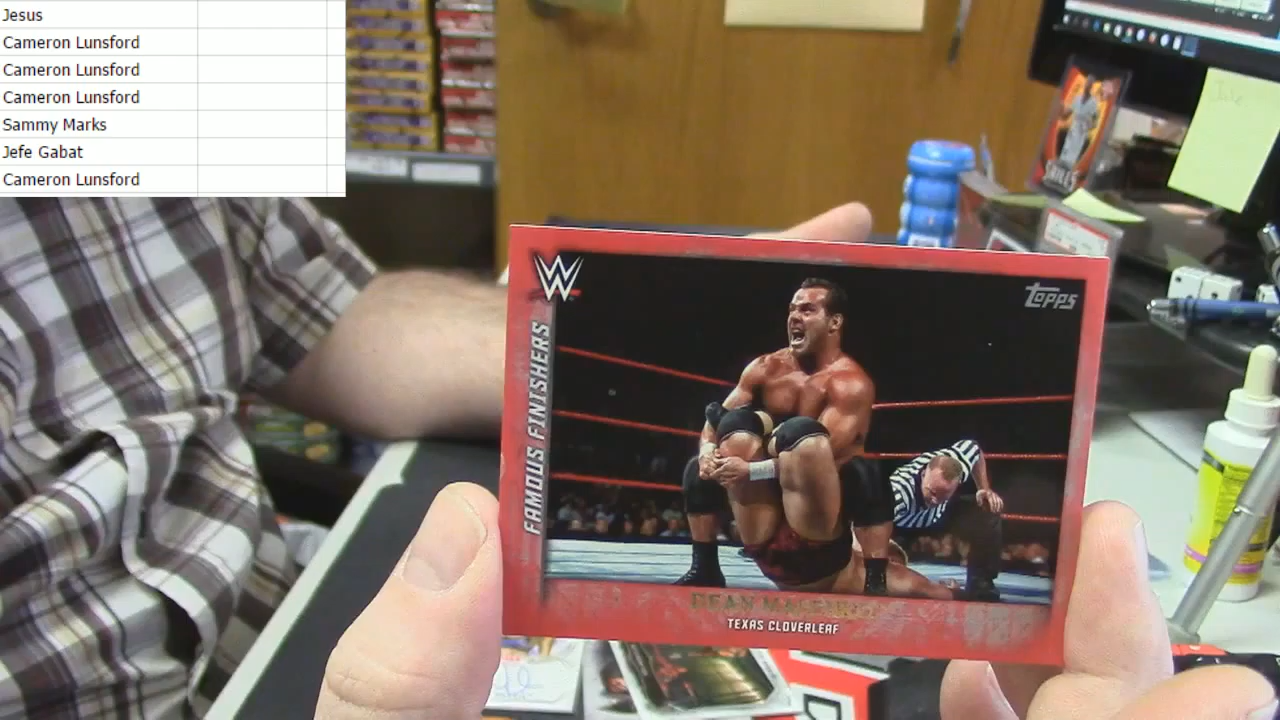 Jesus
Cameron Lunsford
Cameron Lunsford
Cameron Lunsford
Sammy Marks
Jefe Gabat
Cameron Lunsford
W
Topps
FAMOUS FINISHERS
DEAN MALENKO
TEXAS CLOVERLEAF